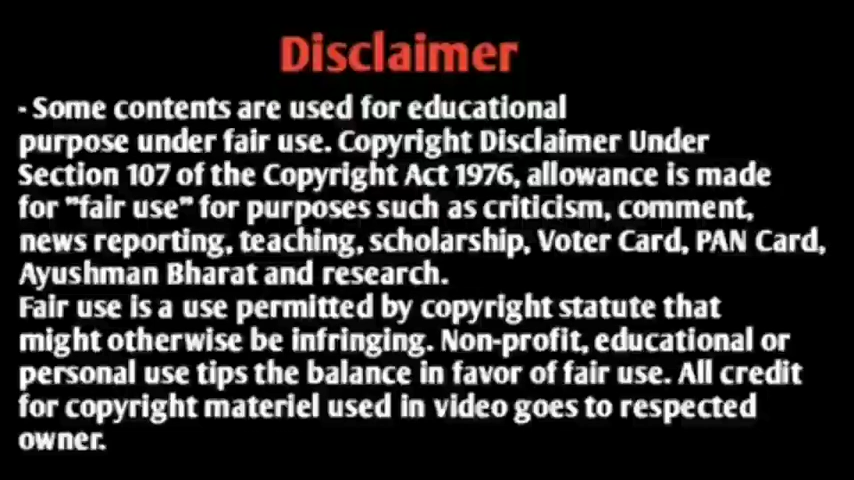 Disclaimer
- Some contents are used for educational
purpose under fair use. Copyright Disclaimer Under
Section 107 of the Copyright Act 1976, allowance is made
for "fair use" for purposes such as criticism, comment,
news reporting, teaching, scholarship, Voter Card, PAN Card,
Ayushman Bharat and research.
Fair use is a use permitted by copyright statute that
might otherwise be infringing. Non-profit, educational or
personal use tips the balance in favor of fair use. All credit
for copyright materiel used in video goes to respected
owner.